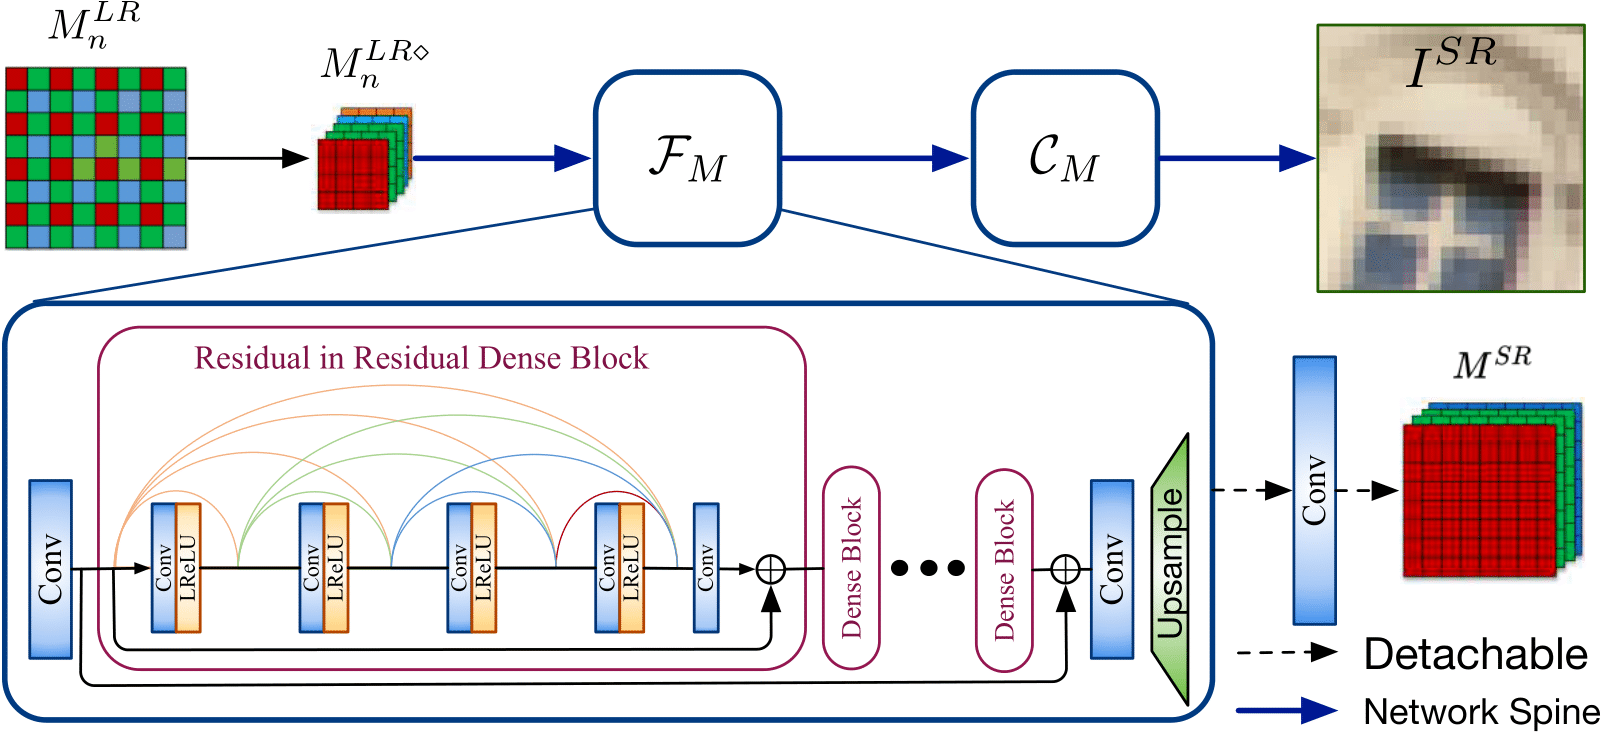 M_n^{LR}
M_n^{LR⋄}
\mathcal{F}_M
\mathcal{C}_M
I^{SR}
Residual in Residual Dense Block
M^{SR}
Conv
Conv
LReLU
Conv
LReLU
Conv
LReLU
Conv
LReLU
Conv
Dense Block
Dense Block
Conv
Upsample
Conv
Detachable
Network Spine